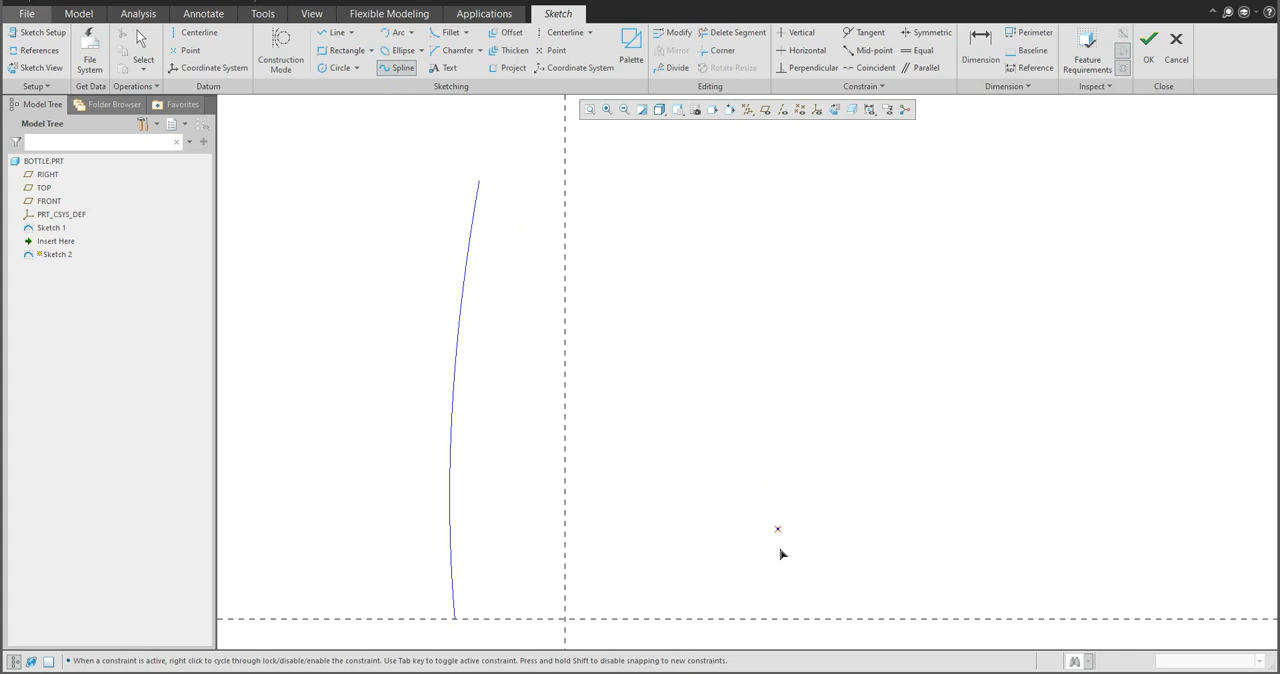 File Model Analysis Annotate Tools View Flexible Modeling Applications Sketch
Sketch Setup
References
Sketch View
Setup
File System
Get Data
Select
Operations
Centerline
Point
Coordinate System
Datum
Construction Mode
Line Arc Fillet Offset Centerline
Rectangle Ellipse Chamfer Thicken Point
Circle Spline Text Project Coordinate System
Palette
Sketching
Modify Delete Segment
Mirror Corner
Divide Rotate Resize
Editing
Vertical Tangent Symmetric
Horizontal Mid-point Equal
Perpendicular Coincident Parallel
Constrain
Dimension
Perimeter
Baseline
Reference
Dimension
Feature Requirements
Inspect
OK
Cancel
Close
Model Tree Folder Browser Favorites
Model Tree
BOTTLE.PRT
RIGHT
TOP
FRONT
PRT_CSYS_DEF
Sketch 1
Insert Here
Sketch 2
• When a constraint is active, right click to cycle through lock/disable/enable the constraint. Use Tab key to toggle active constraint. Press and hold Shift to disable snapping to new constraints.